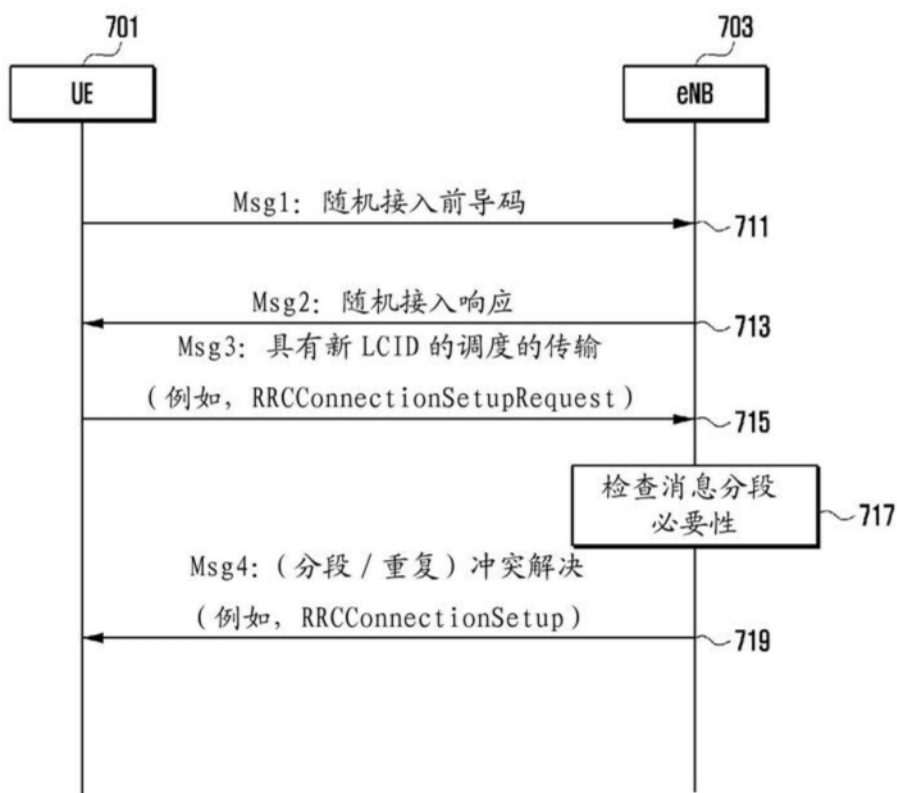 701
703
UE
eNB
Msg1: 随机接入前导码
711
Msg2: 随机接入响应
713
Msg3: 具有新 LCID 的调度的传输
(例如, RRCConnectionSetupRequest)
715
检查消息分段
必要性
717
Msg4: (分段/重复)冲突解决
(例如, RRCConnectionSetup)
719